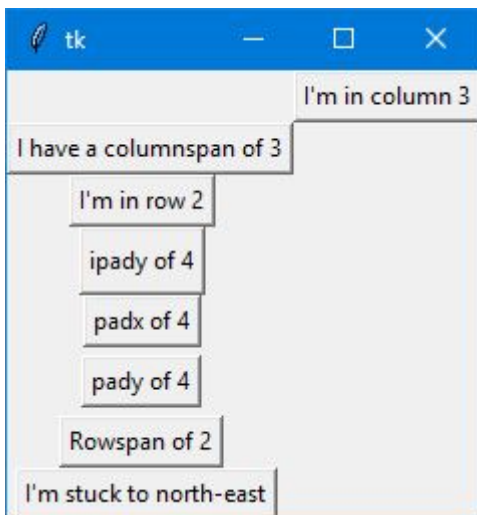 tk
I'm in column 3
I have a columnspan of 3
I'm in row 2
ipady of 4
padx of 4
pady of 4
Rowspan of 2
I'm stuck to north-east